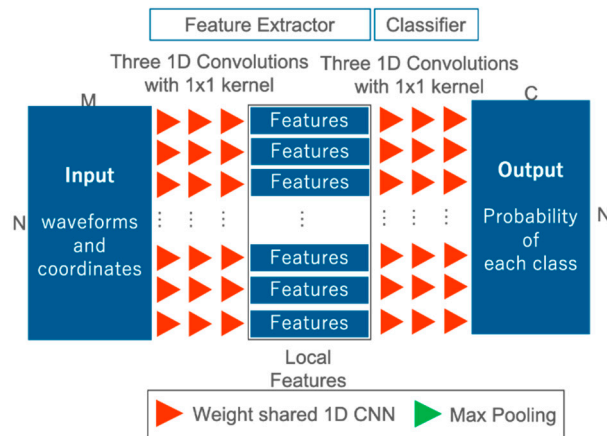 Feature Extractor
Classifier
Three 1D Convolutions
with 1x1 kernel
Three 1D Convolutions
with 1x1 kernel
M
C
N
Input
waveforms
and
coordinates
Features
Features
Features
⋮
Features
Features
Features
Output
Probability
of
each class
N
Local
Features
Weight shared 1D CNN
Max Pooling